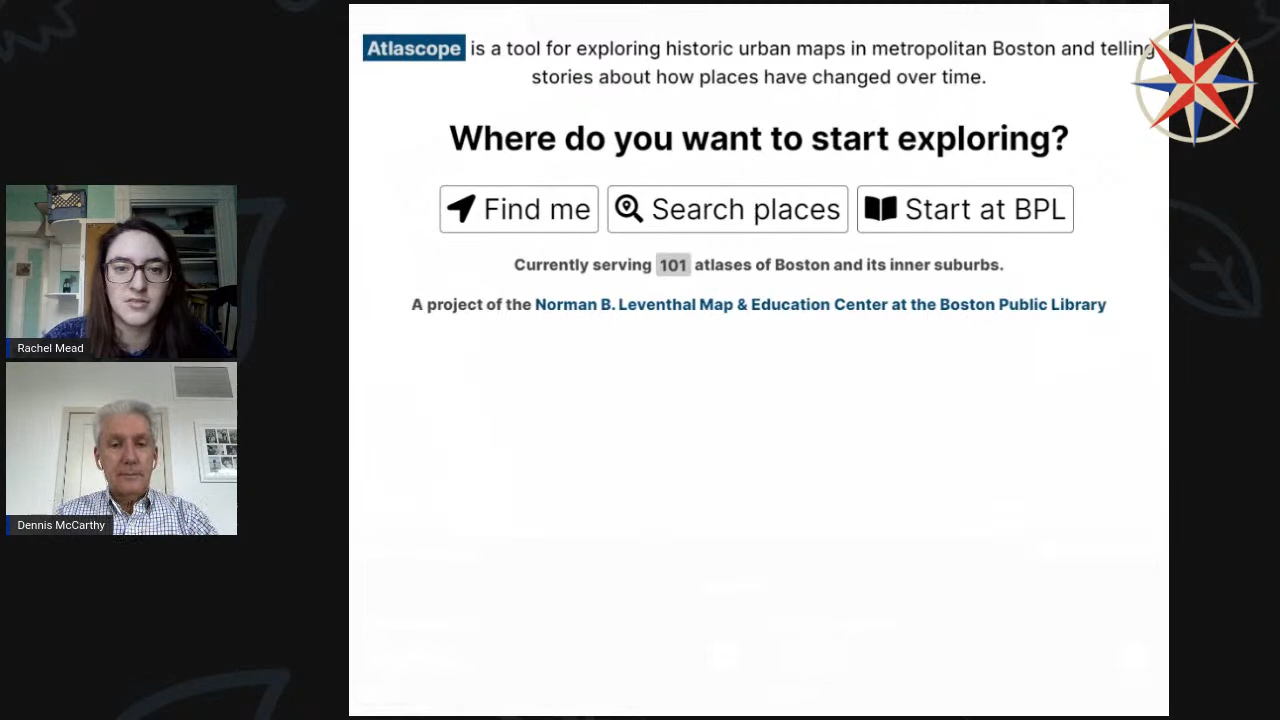 Atlascope is a tool for exploring historic urban maps in metropolitan Boston and telling
stories about how places have changed over time.
Where do you want to start exploring?
Find me
Search places
Start at BPL
Currently serving 101 atlases of Boston and its inner suburbs.
A project of the Norman B. Leventhal Map & Education Center at the Boston Public Library
Rachel Mead
Dennis McCarthy